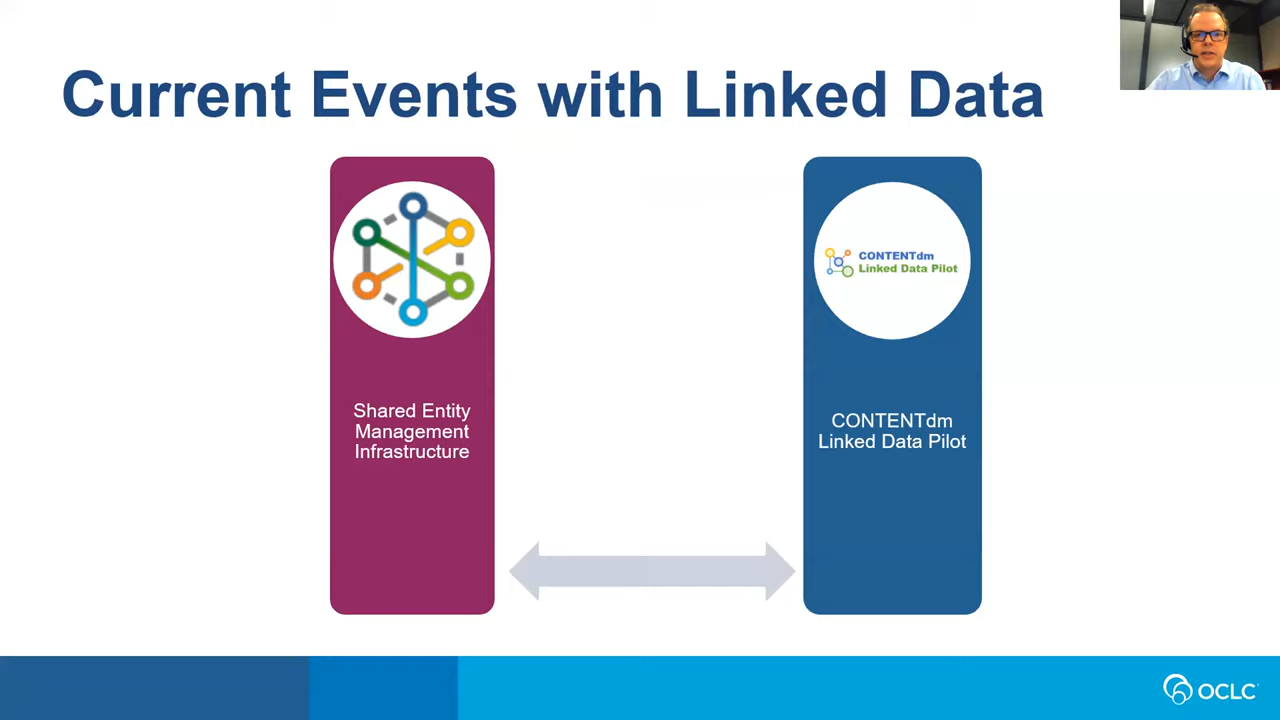 Current Events with Linked Data
CONTENTdm
Linked Data Pilot
Shared Entity
Management
Infrastructure
CONTENTdm
Linked Data Pilot
OCLC